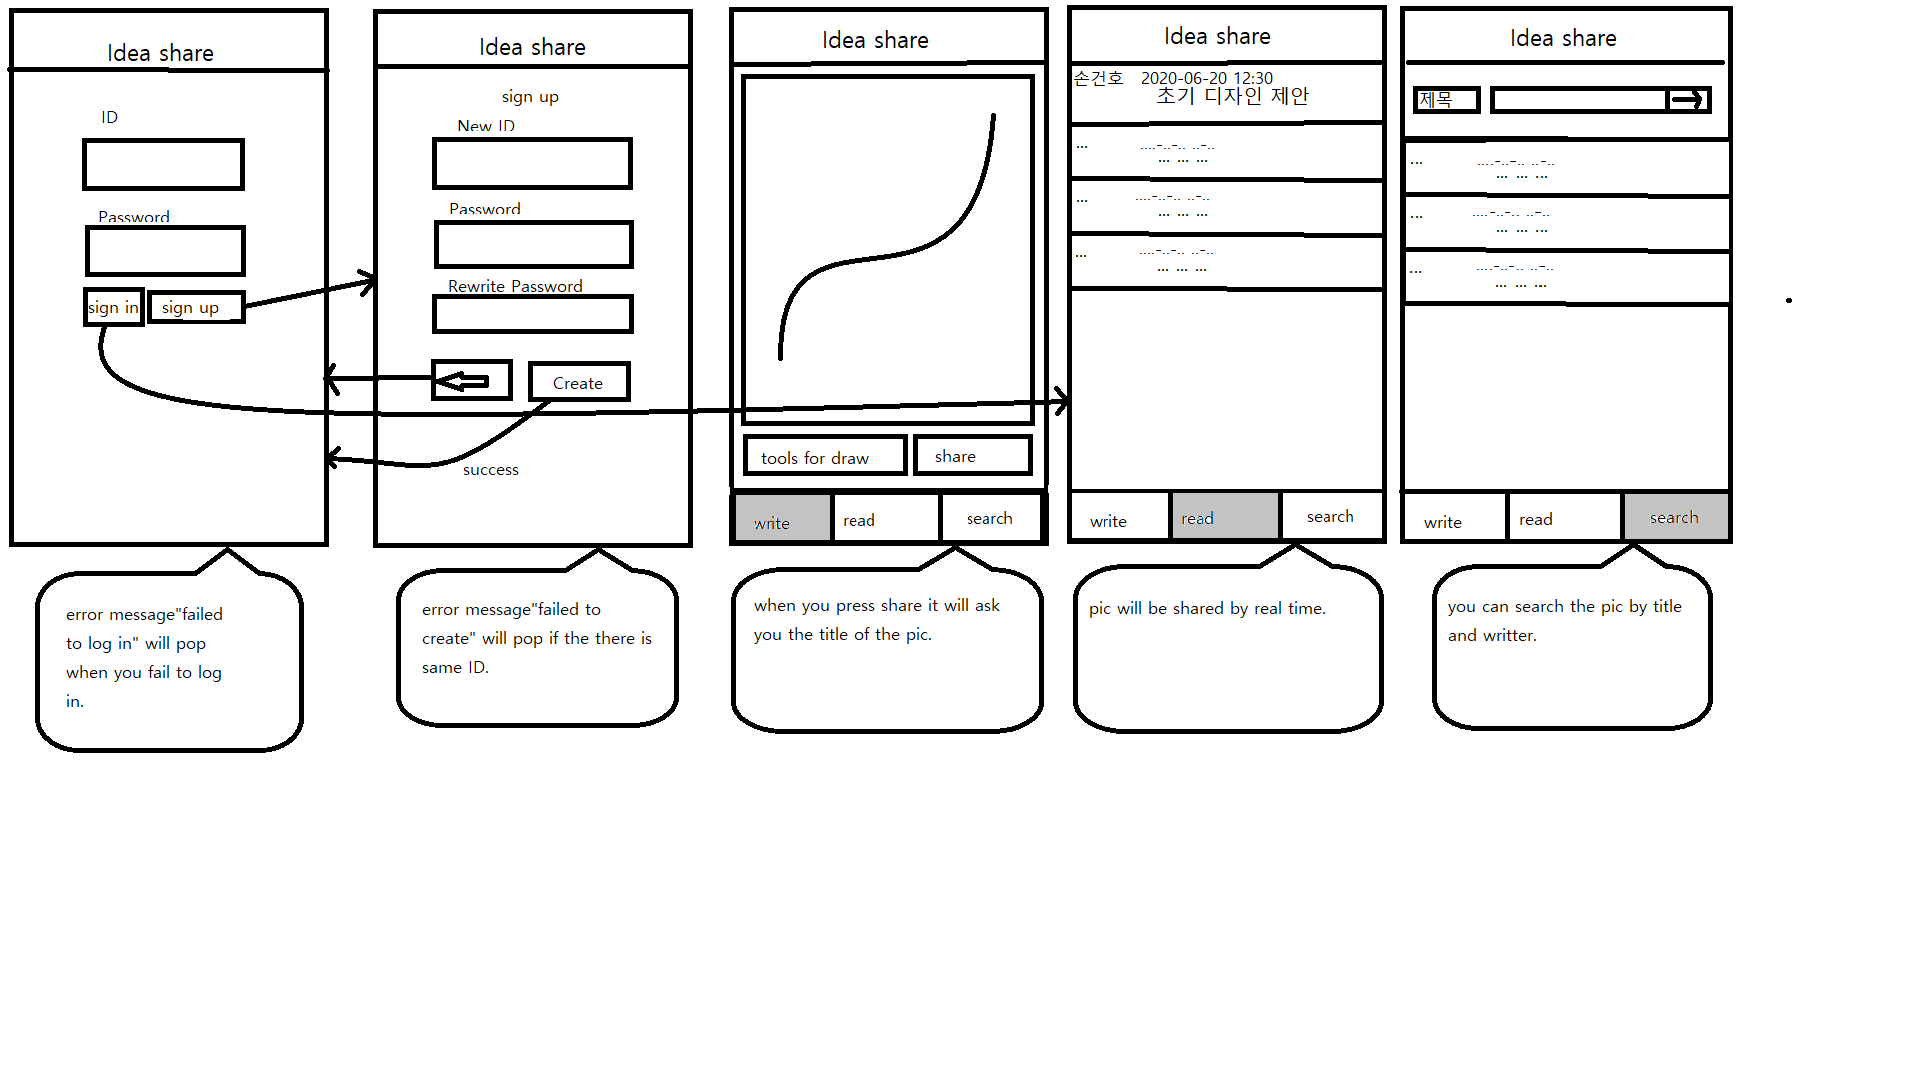 Idea share
ID
Password
sign in
sign up
error message"failed
to log in" will pop
when you fail to log
in.
Idea share
sign up
New ID
Password
Rewrite Password
Create
success
error message"failed to
create" will pop if the there is
same ID.
Idea share
tools for draw
share
write
read
search
when you press share it will ask
you the title of the pic.
Idea share
손건호 2020-06-20 12:30
초기 디자인 제안
... ....-..-.. ..-..
... ... ...
... ....-..-.. ..-..
... ... ...
... ....-..-.. ..-..
... ... ...
write
read
search
pic will be shared by real time.
Idea share
제목
... ....-..-.. ..-..
... ... ...
... ....-..-.. ..-..
... ... ...
... ....-..-.. ..-..
... ... ...
write
read
search
you can search the pic by title
and writter.